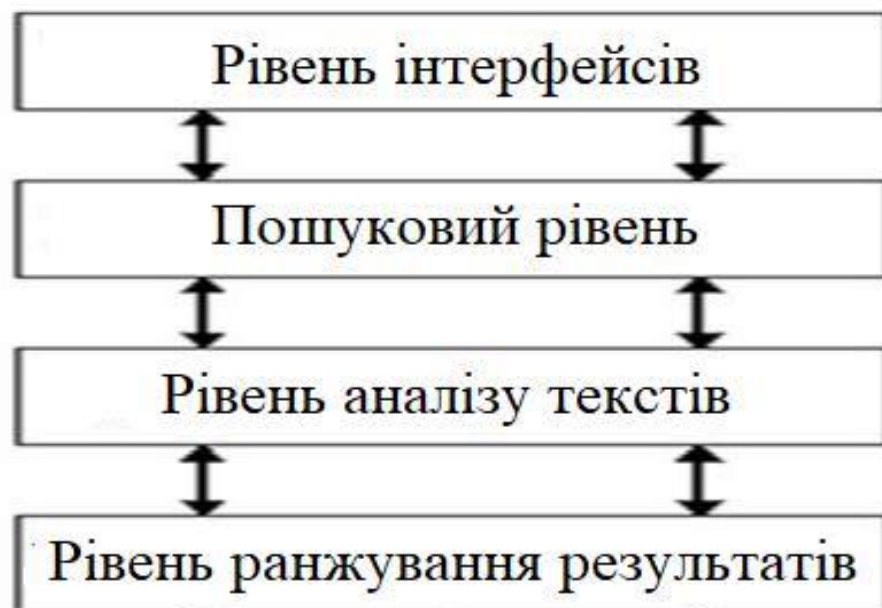 Рівень інтерфейсів
Пошуковий рівень
Рівень аналізу текстів
Рівень ранжування результатів